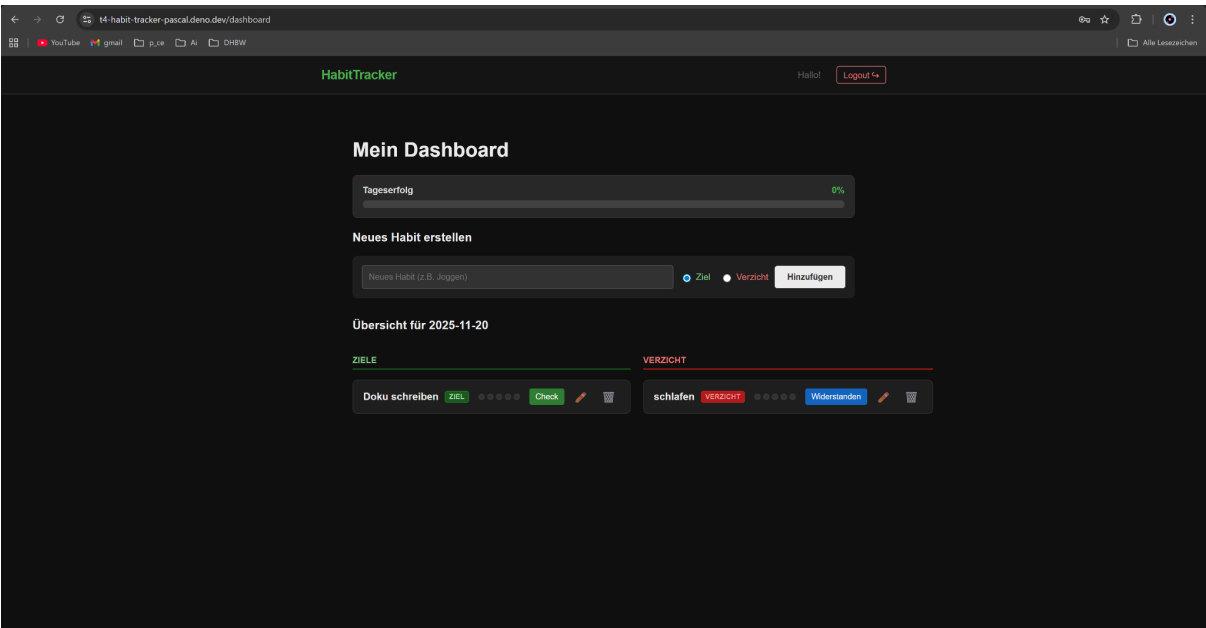 t4-habit-tracker-pascal.deno.dev/dashboard
YouTube gmail p_ce Ai DHBW Alle Lesezeichen
HabitTracker Hallo! Logout
Mein Dashboard
Tageserfolg 0%
Neues Habit erstellen
Neues Habit (z.B. Joggen) Ziel Verzicht Hinzufügen
Übersicht für 2025-11-20
ZIELE VERZICHT
Doku schreiben ZIEL Check schlafen VERZICHT Widerstanden